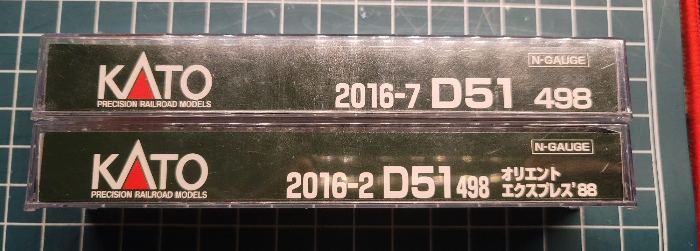 KATO
PRECISION RAILROAD MODELS
N-GAUGE
2016-7 D51 498
KATO
PRECISION RAILROAD MODELS
N-GAUGE
2016-2 D51 498 オリエント
エクスプレス'88